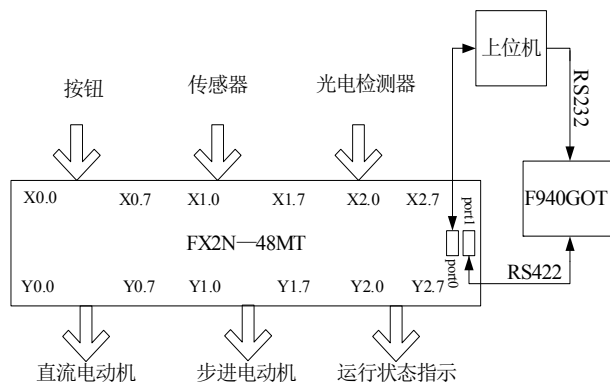 上位机
按钮 传感器 光电检测器
RS232
X0.0 X0.7 X1.0 X1.7 X2.0 X2.7
port1
F940GOT
FX2N—48MT
port0
RS422
Y0.0 Y0.7 Y1.0 Y1.7 Y2.0 Y2.7
直流电动机 步进电动机 运行状态指示